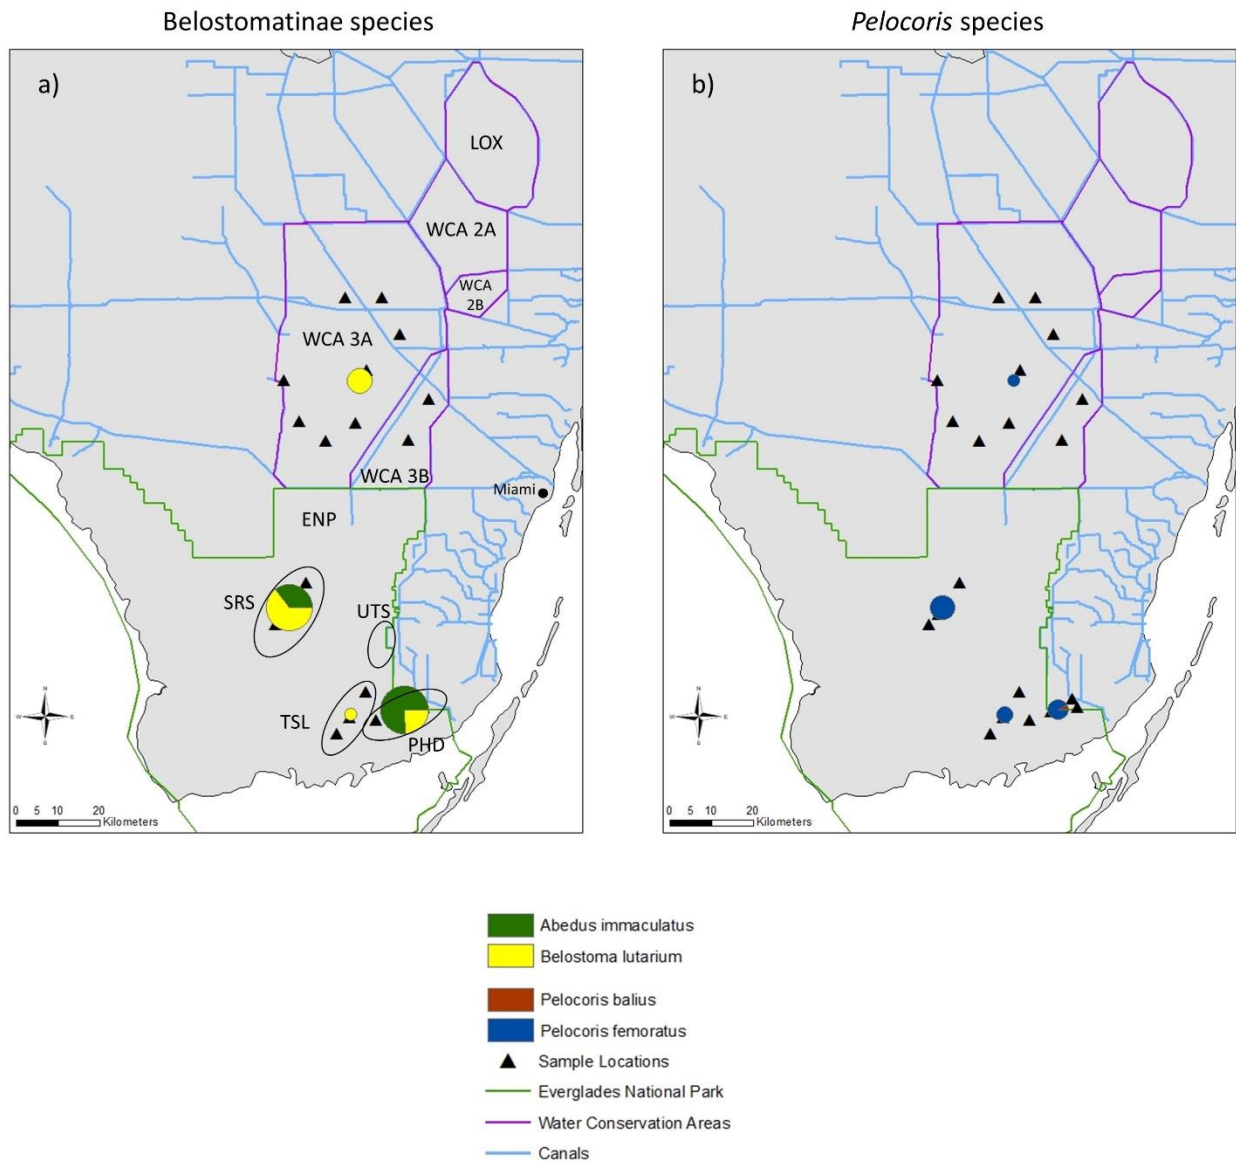 Belostomatinae species
Pelocoris species
a)
LOX
WCA 2A
WCA
2B
WCA 3A
WCA 3B
Miami
ENP
SRS
UTS
TSL
PHD
N
W E
S
0 5 10 20
Kilometers
b)
N
W E
S
0 5 10 20
Kilometers
Abedus immaculatus
Belostoma lutarium
Pelocoris balius
Pelocoris femoratus
Sample Locations
Everglades National Park
Water Conservation Areas
Canals